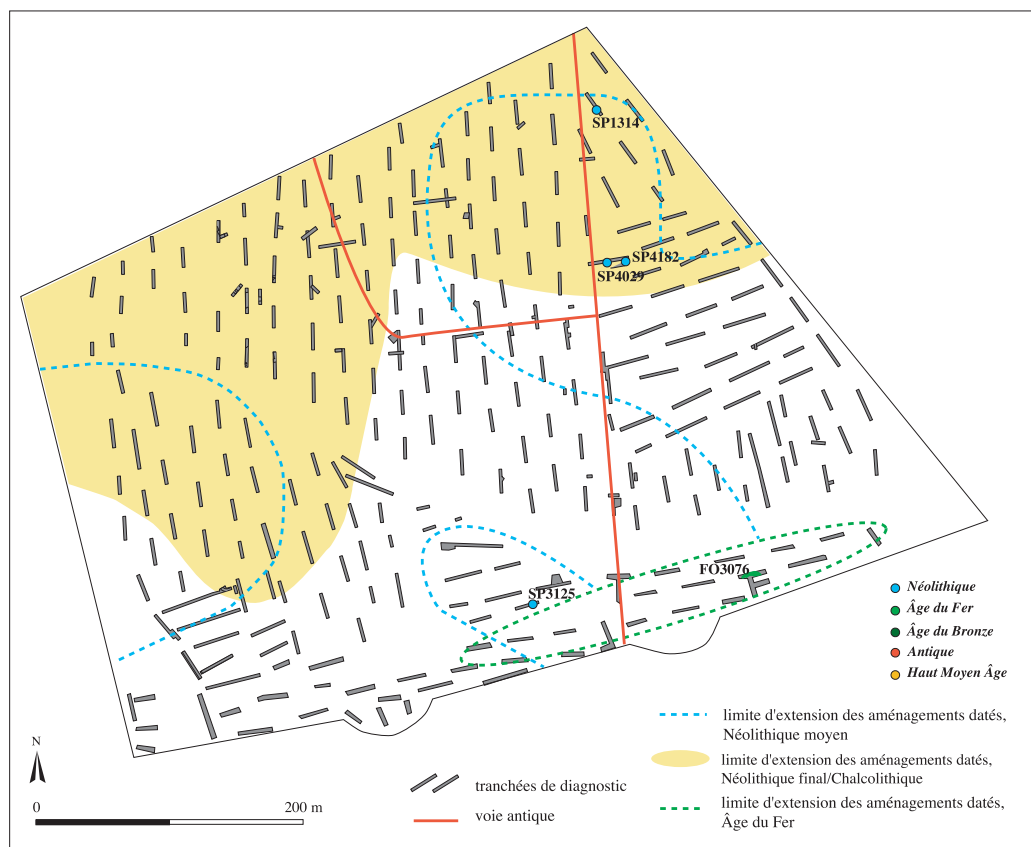 SP1314
SP4182
SP4029
FO3076
SP3125
Néolithique
Âge du Fer
Âge du Bronze
Antique
Haut Moyen Âge
limite d'extension des aménagements datés,
Néolithique moyen
limite d'extension des aménagements datés,
Néolithique final/Chalcolithique
limite d'extension des aménagements datés,
Âge du Fer
tranchées de diagnostic
voie antique
N
0
200 m